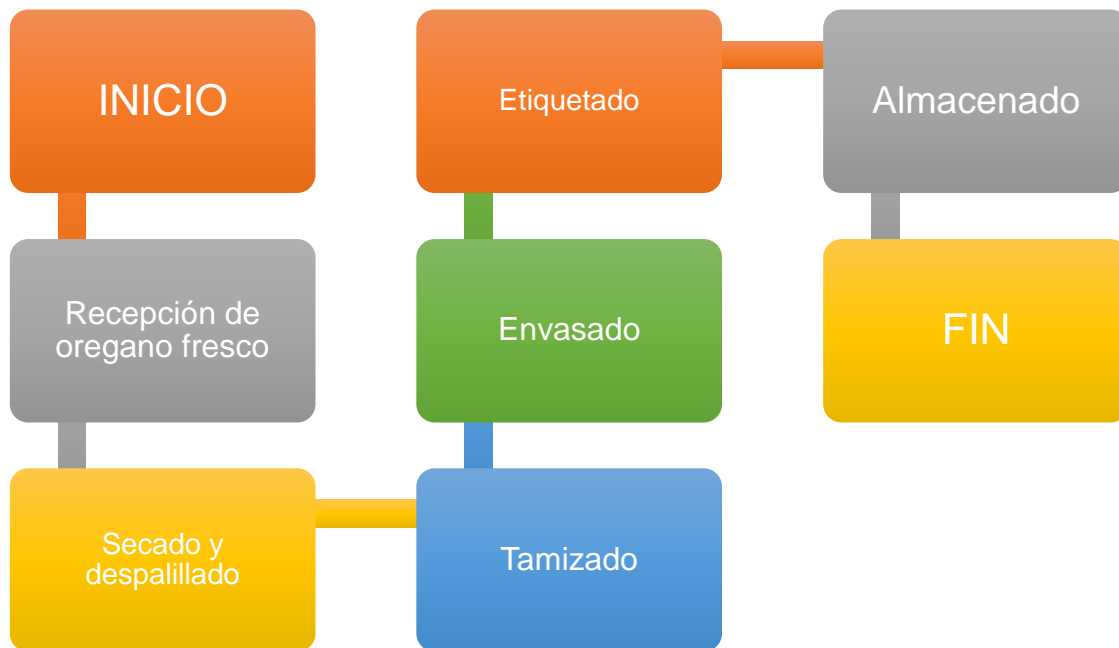 INICIO
Recepción de
oregano fresco
Secado y
despalillado
Tamizado
Envasado
Etiquetado
Almacenado
FIN